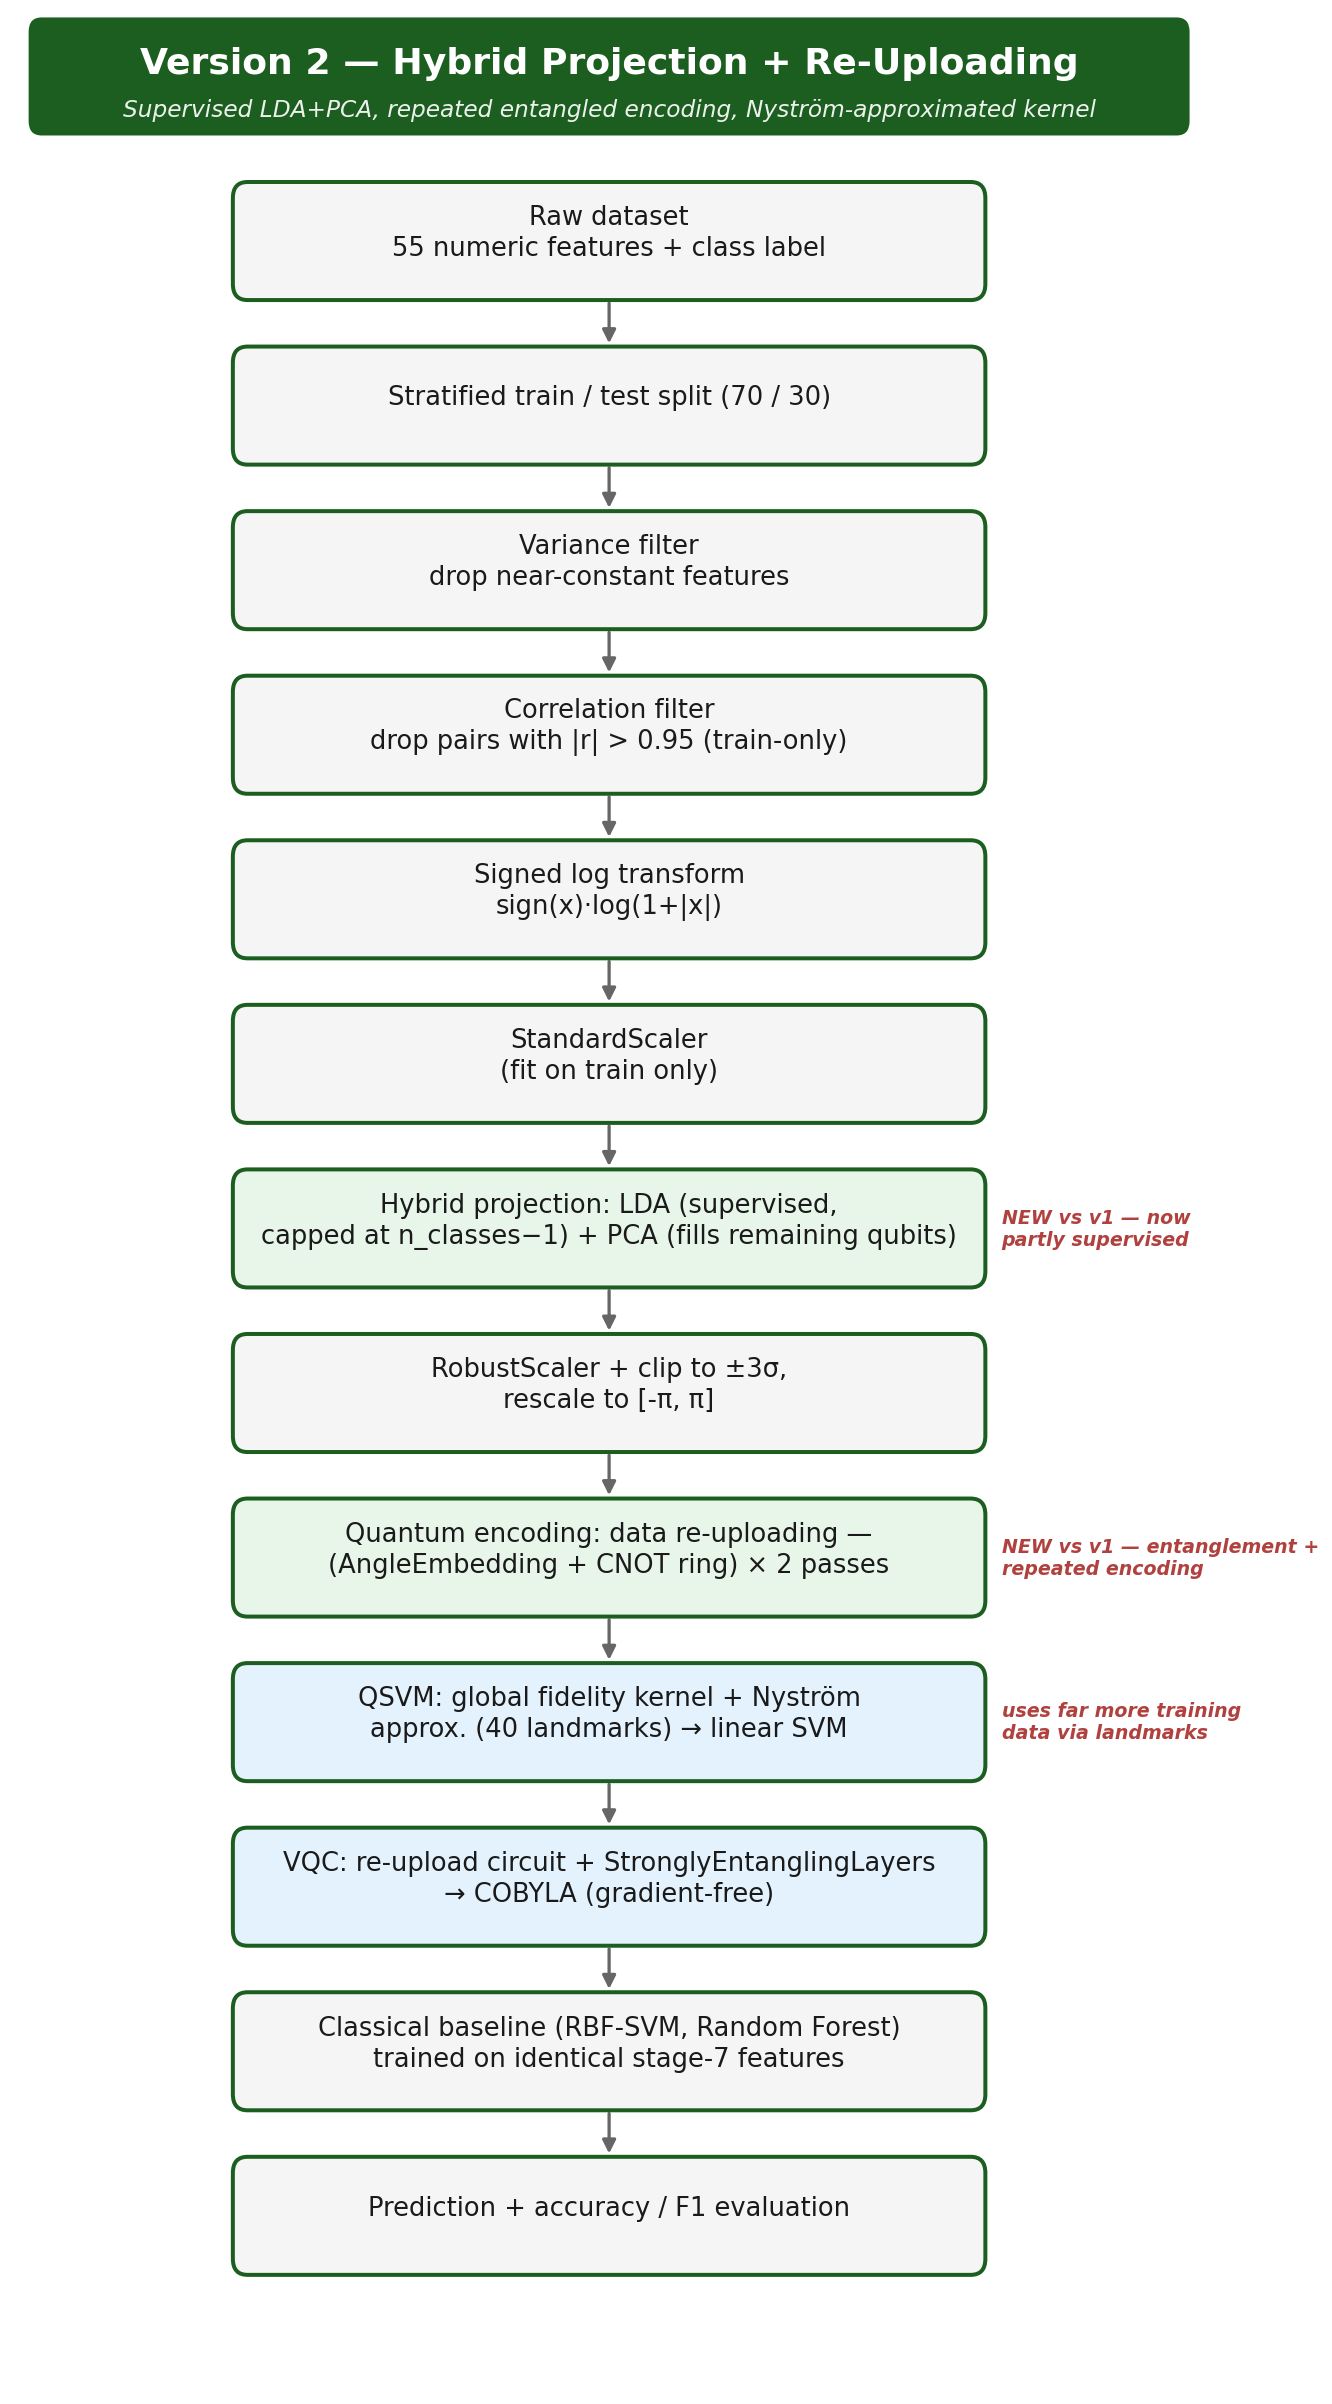 Version 2 — Hybrid Projection + Re-Uploading
Supervised LDA+PCA, repeated entangled encoding, Nyström-approximated kernel
Raw dataset
55 numeric features + class label
Stratified train / test split (70 / 30)
Variance filter
drop near-constant features
Correlation filter
drop pairs with |r| > 0.95 (train-only)
Signed log transform
sign(x)·log(1+|x|)
StandardScaler
(fit on train only)
Hybrid projection: LDA (supervised,
capped at n_classes−1) + PCA (fills remaining qubits)
NEW vs v1 — now
partly supervised
RobustScaler + clip to ±3σ,
rescale to [-π, π]
Quantum encoding: data re-uploading —
(AngleEmbedding + CNOT ring) × 2 passes
NEW vs v1 — entanglement +
repeated encoding
QSVM: global fidelity kernel + Nyström
approx. (40 landmarks) → linear SVM
uses far more training
data via landmarks
VQC: re-upload circuit + StronglyEntanglingLayers
→ COBYLA (gradient-free)
Classical baseline (RBF-SVM, Random Forest)
trained on identical stage-7 features
Prediction + accuracy / F1 evaluation